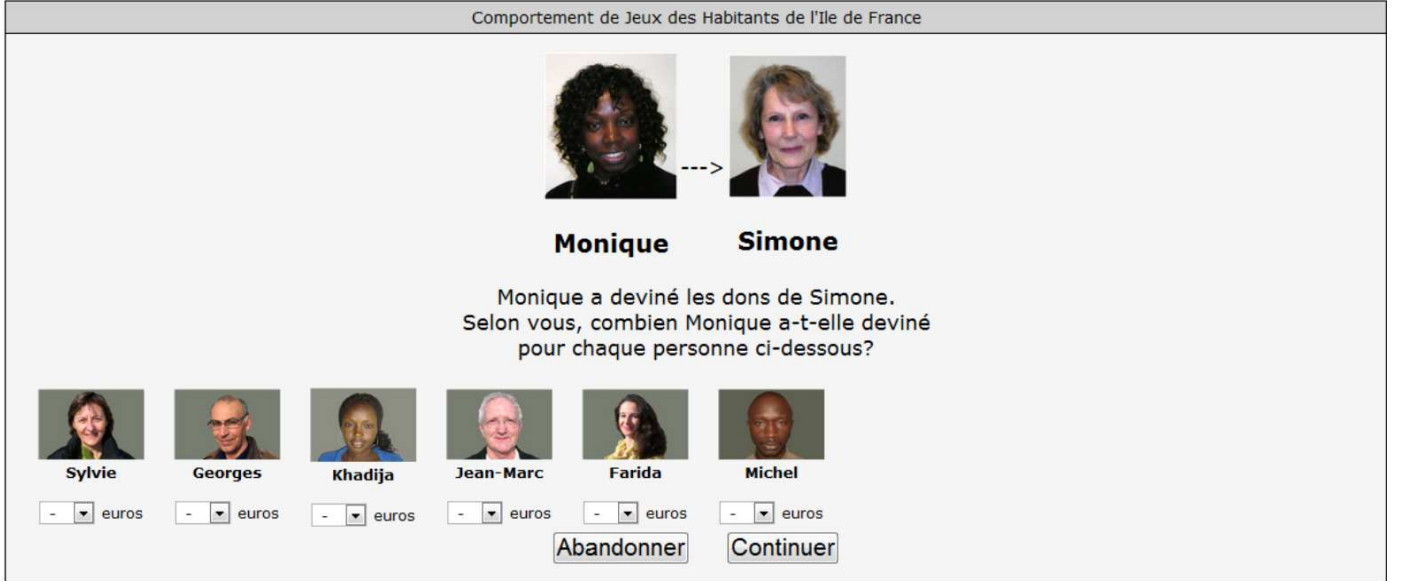 Comportement de Jeux des Habitants de l'Ile de France
--->
Monique Simone
Monique a deviné les dons de Simone.
Selon vous, combien Monique a-t-elle deviné
pour chaque personne ci-dessous?
Sylvie Georges Khadija Jean-Marc Farida Michel
- euros - euros - euros - euros - euros - euros
Abandonner Continuer